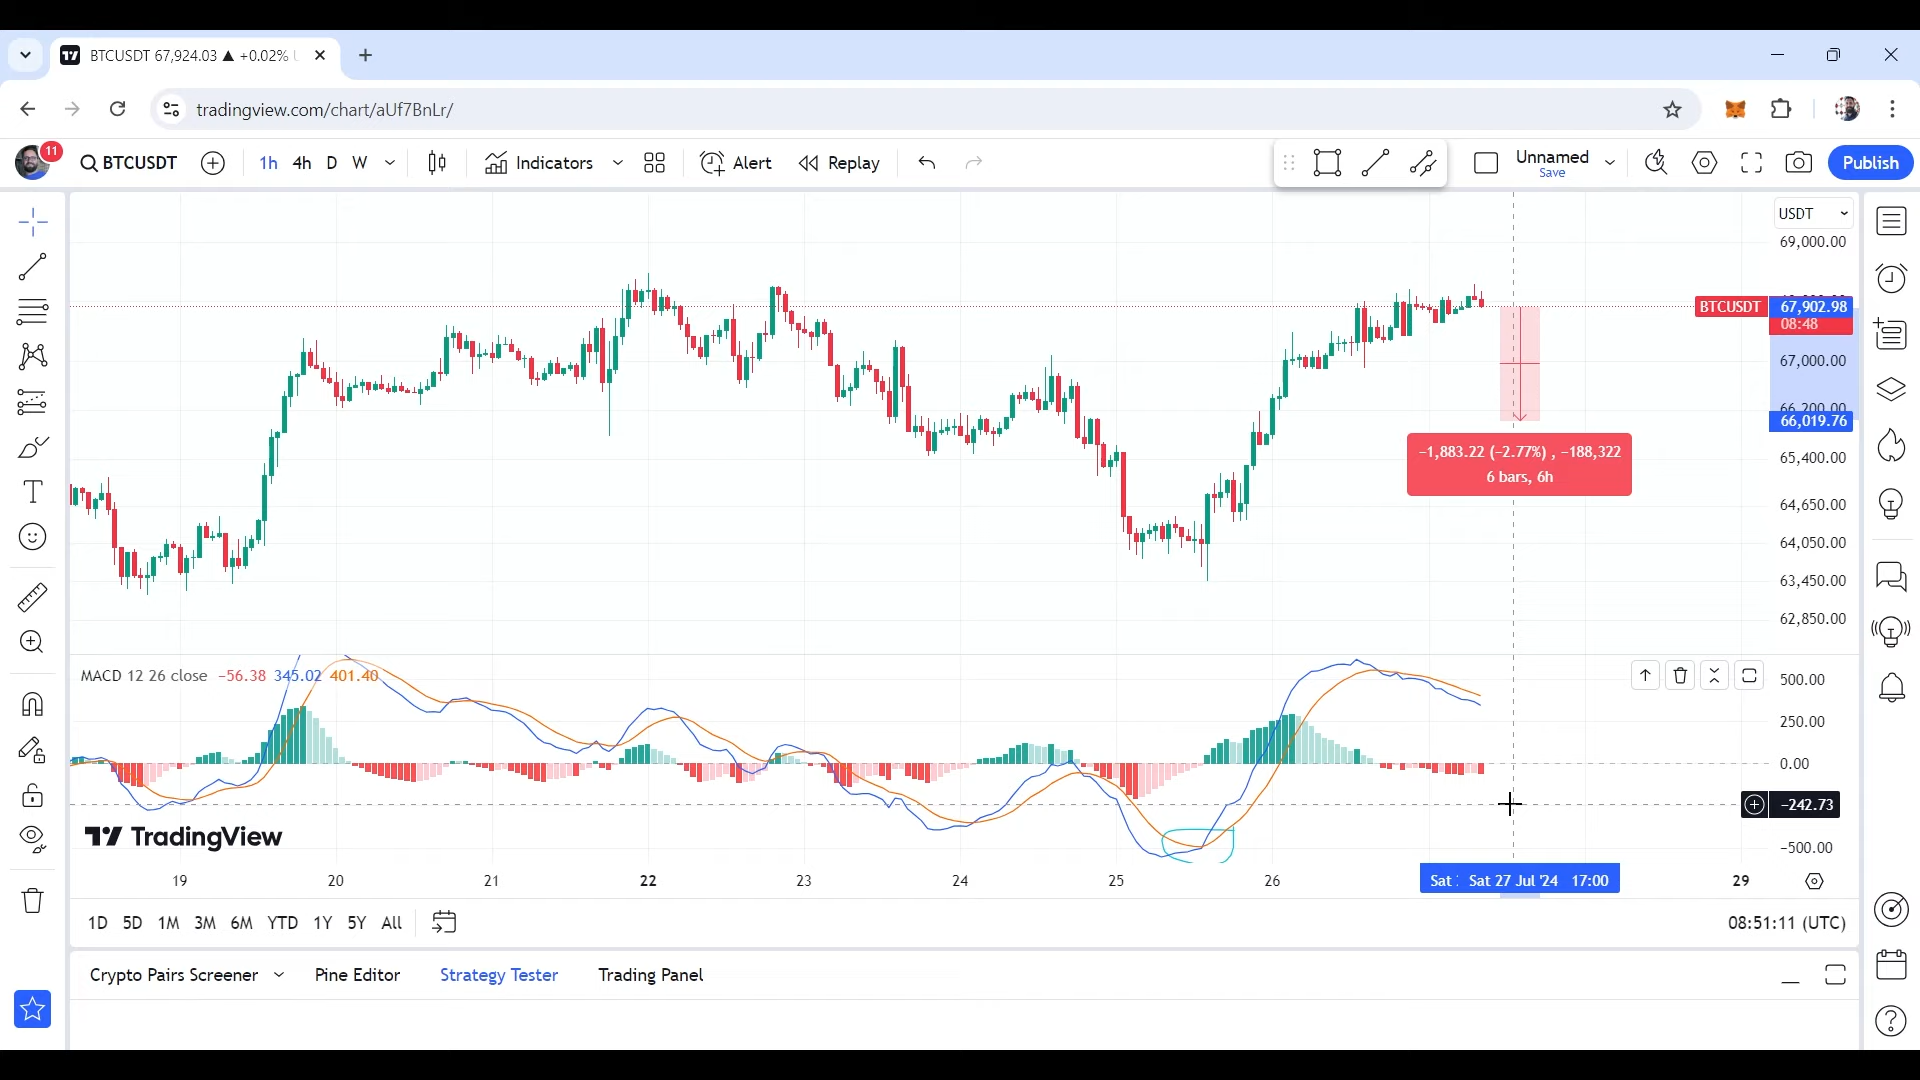 BTCUSDT 67,924.03 ▲ +0.02%
tradingview.com/chart/aUf7BnLr/
11
BTCUSDT
1h 4h D W
Indicators
Alert
Replay
Unnamed
Save
Publish
USDT
69,000.00
BTCUSDT 67,902.98
08:48
67,000.00
66,200.00
66,019.76
−1,883.22 (−2.77%) , −188,322
6 bars, 6h
65,400.00
64,650.00
64,050.00
63,450.00
62,850.00
MACD 12 26 close −56.38 345.02 401.40
500.00
250.00
0.00
−242.73
−500.00
TradingView
19 20 21 22 23 24 25 26 Sat Sat 27 Jul '24 17:00 29
1D 5D 1M 3M 6M YTD 1Y 5Y All
08:51:11 (UTC)
Crypto Pairs Screener Pine Editor Strategy Tester Trading Panel